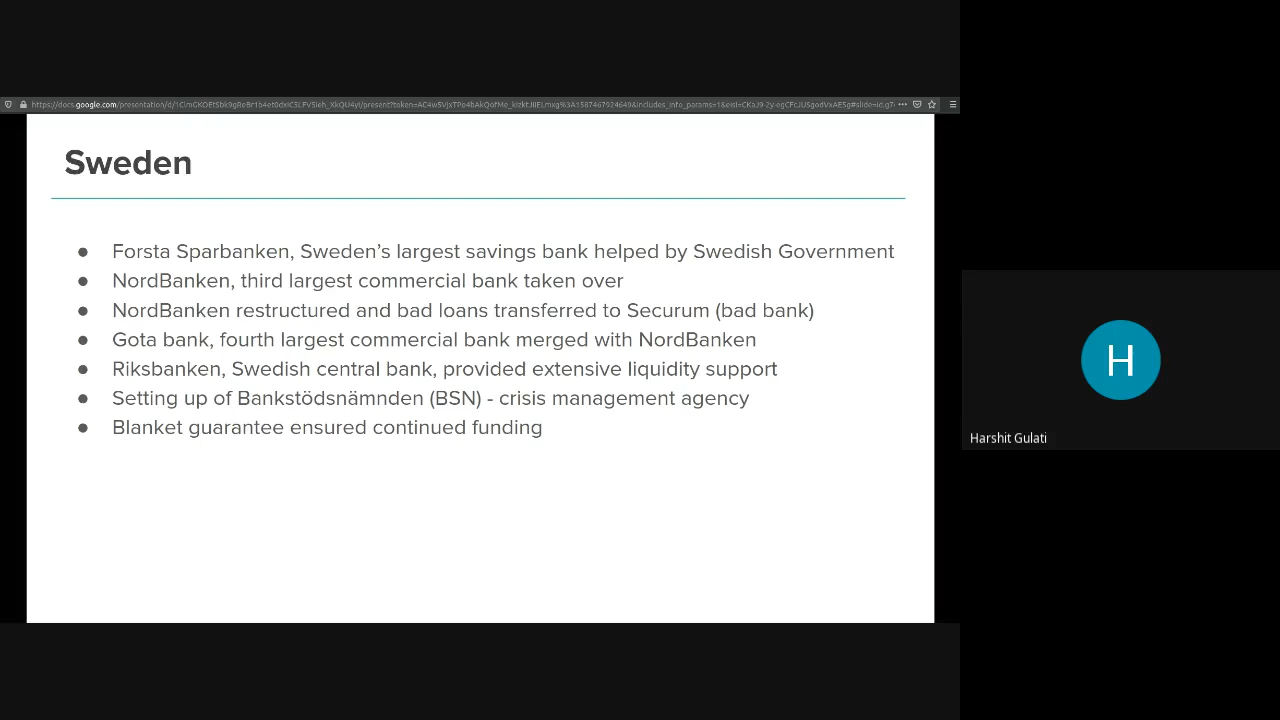 Sweden
● Forsta Sparbanken, Sweden's largest savings bank helped by Swedish Government
● NordBanken, third largest commercial bank taken over
● NordBanken restructured and bad loans transferred to Securum (bad bank)
● Gota bank, fourth largest commercial bank merged with NordBanken
● Riksbanken, Swedish central bank, provided extensive liquidity support
● Setting up of Bankstödsnämnden (BSN) - crisis management agency
● Blanket guarantee ensured continued funding
H
Harshit Gulati